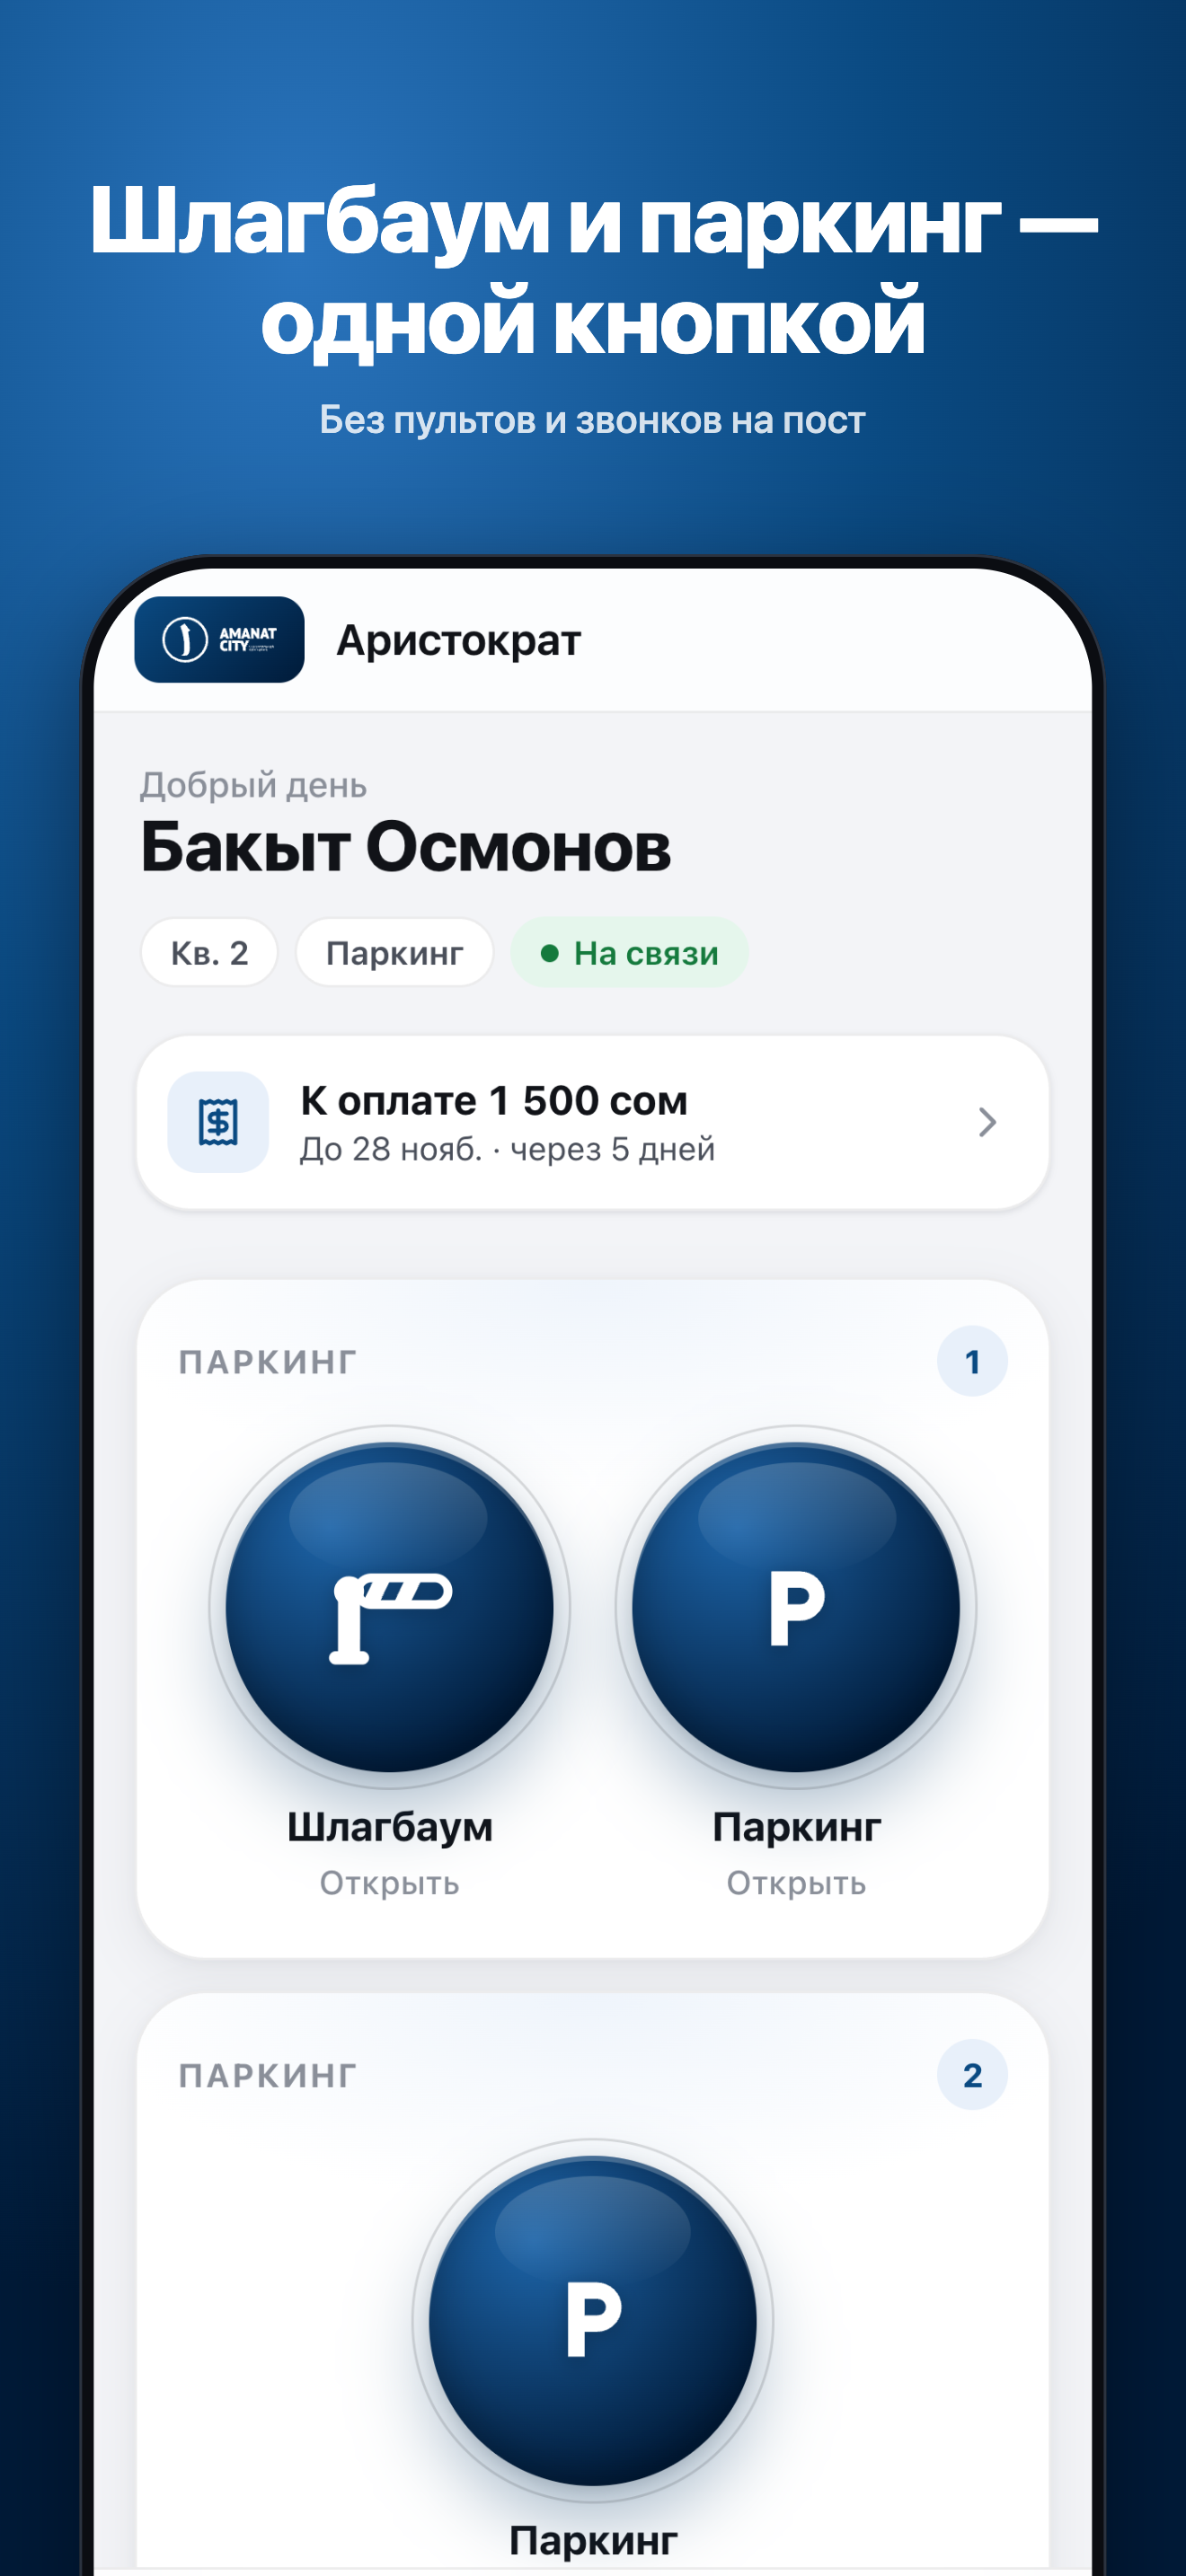 Шлагбаум и паркинг —
одной кнопкой
Без пультов и звонков на пост
AMANAT
CITY
Аристократ
Добрый день
Бакыт Осмонов
Кв. 2
Паркинг
На связи
К оплате 1 500 сом
До 28 нояб. · через 5 дней
ПАРКИНГ
1
P
Шлагбаум
Паркинг
Открыть
Открыть
ПАРКИНГ
2
P
Паркинг